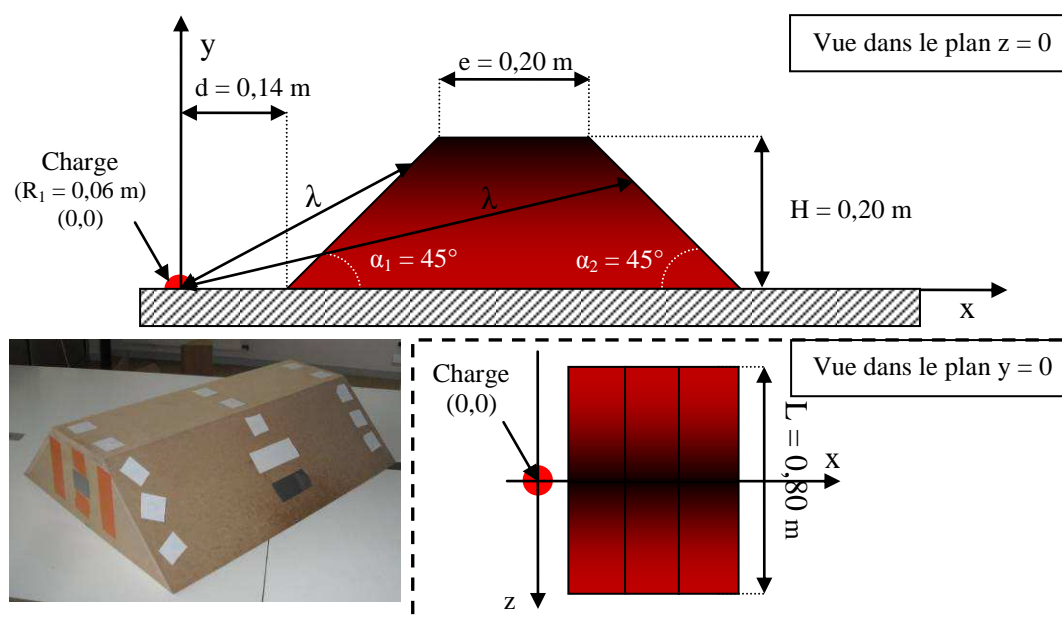 y
Vue dans le plan z = 0
e = 0,20 m
d = 0,14 m
Charge
(R₁ = 0,06 m)
(0,0)
λ
λ
H = 0,20 m
α₁ = 45°
α₂ = 45°
x
Vue dans le plan y = 0
Charge
(0,0)
x
L = 0,80 m
z